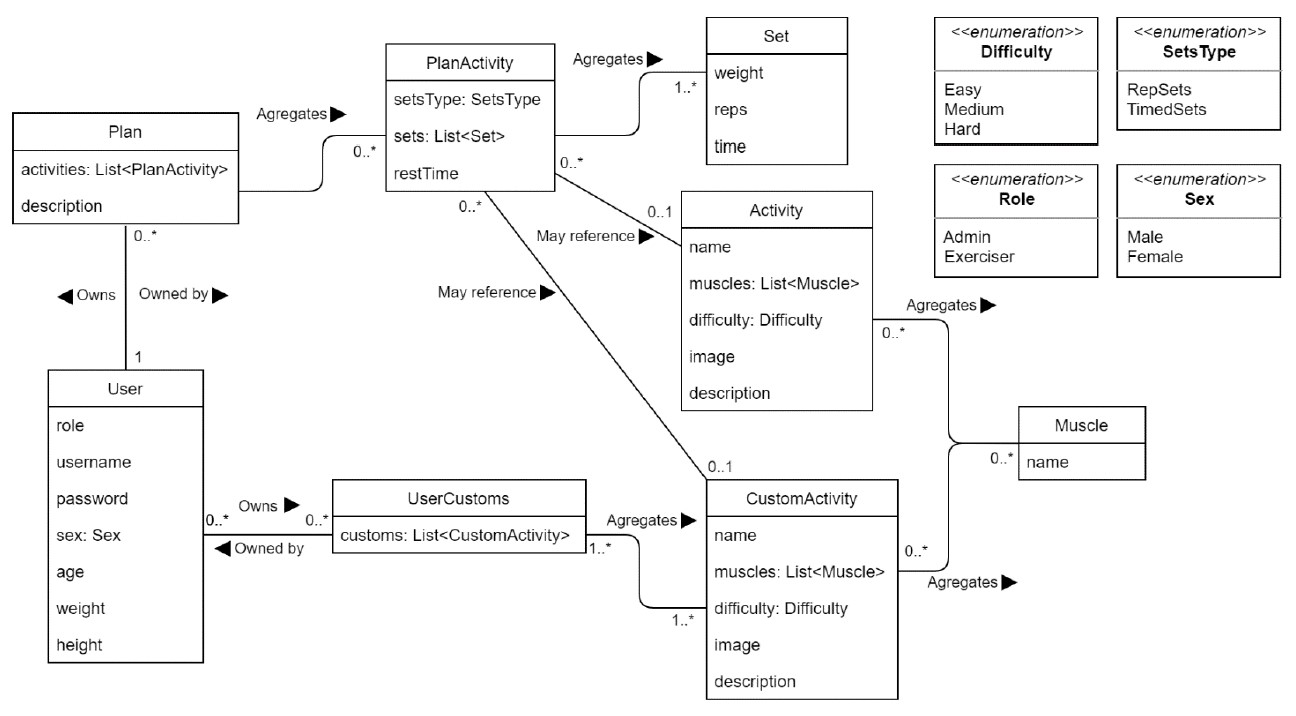 Plan
activities: List<PlanActivity>
description
Agregates
0..*
PlanActivity
setsType: SetsType
sets: List<Set>
restTime
Agregates
1..*
Set
weight
reps
time
<<enumeration>>
Difficulty
Easy
Medium
Hard
<<enumeration>>
SetsType
RepSets
TimedSets
<<enumeration>>
Role
Admin
Exerciser
<<enumeration>>
Sex
Male
Female
0..*
0..1
May reference
0..*
May reference
0..1
Activity
name
muscles: List<Muscle>
difficulty: Difficulty
image
description
Agregates
0..*
0..*
Owns
Owned by
1
User
role
username
password
sex: Sex
age
weight
height
0..*
Owns
0..*
Owned by
UserCustoms
customs: List<CustomActivity>
Agregates
1..*
1..*
CustomActivity
name
muscles: List<Muscle>
difficulty: Difficulty
image
description
0..*
Agregates
0..*
Muscle
name